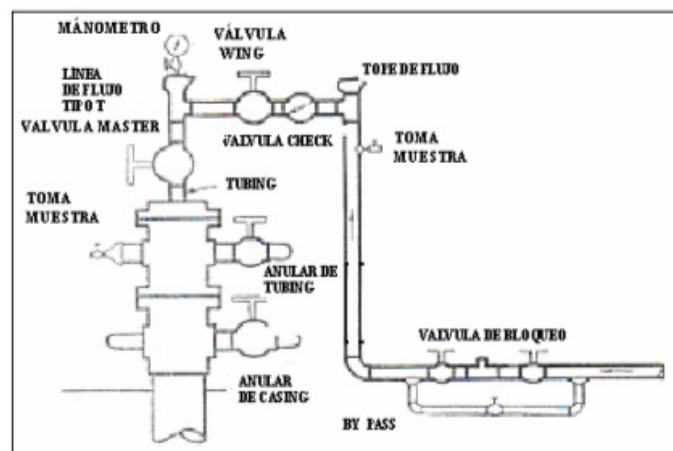 MÁNOMETRO
VÁLVULA
WING
TOPE DE FLUJO
LÍNEA
DE FLUJO
TIPO T
VALVULA MASTER
VALVULA CHECK
TOMA
MUESTRA
TUBING
TOMA
MUESTRA
ANULAR DE
TUBING
VALVULA DE BLOQUEO
ANULAR
DE CASING
BY PASS